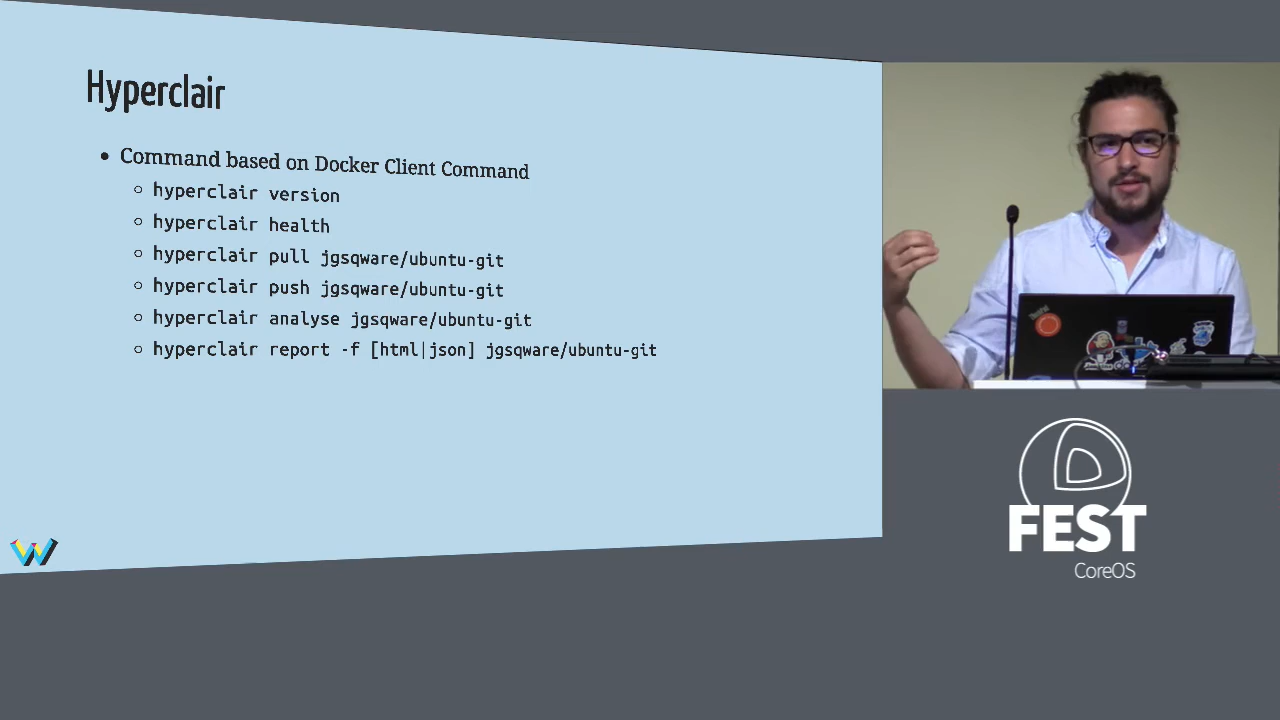 Hyperclair
• Command based on Docker Client Command
○ hyperclair version
○ hyperclair health
○ hyperclair pull jgsqware/ubuntu-git
○ hyperclair push jgsqware/ubuntu-git
○ hyperclair analyse jgsqware/ubuntu-git
○ hyperclair report -f [html|json] jgsqware/ubuntu-git
W
FEST
CoreOS